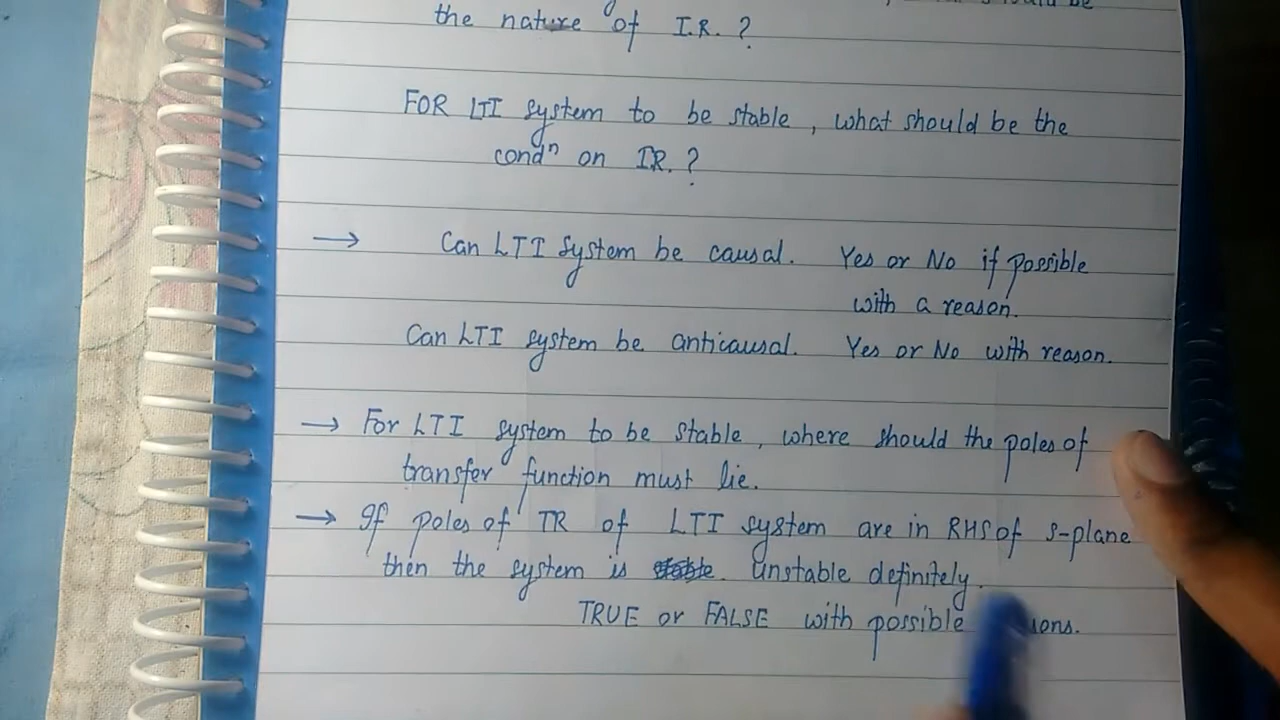 be
the nature of I.R. ?
FOR LTI system to be stable, what should be the
condⁿ on IR. ?
→ Can LTI system be causal. Yes or No if possible
with a reason.
Can LTI system be anticausal. Yes or No with reason.
→ For LTI system to be stable, where should the poles of
transfer function must lie.
→ If poles of TR of LTI system are in RHS of s-plane
then the system is unstable definitely.
TRUE or FALSE with possible